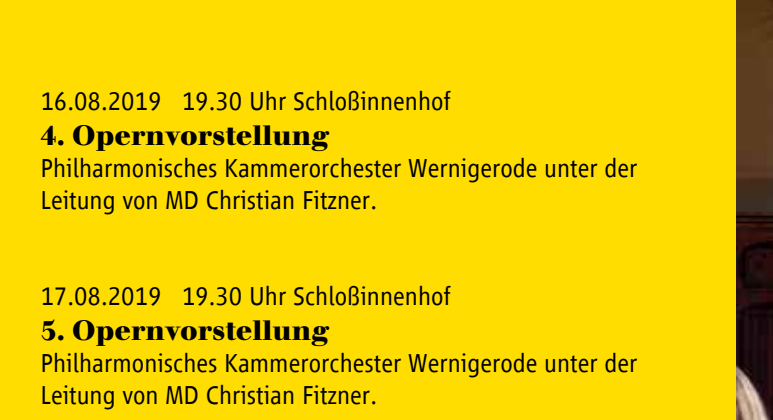 16.08.2019 19.30 Uhr Schloßinnenhof
4. Opernvorstellung
Philharmonisches Kammerorchester Wernigerode unter der
Leitung von MD Christian Fitzner.
17.08.2019 19.30 Uhr Schloßinnenhof
5. Opernvorstellung
Philharmonisches Kammerorchester Wernigerode unter der
Leitung von MD Christian Fitzner.